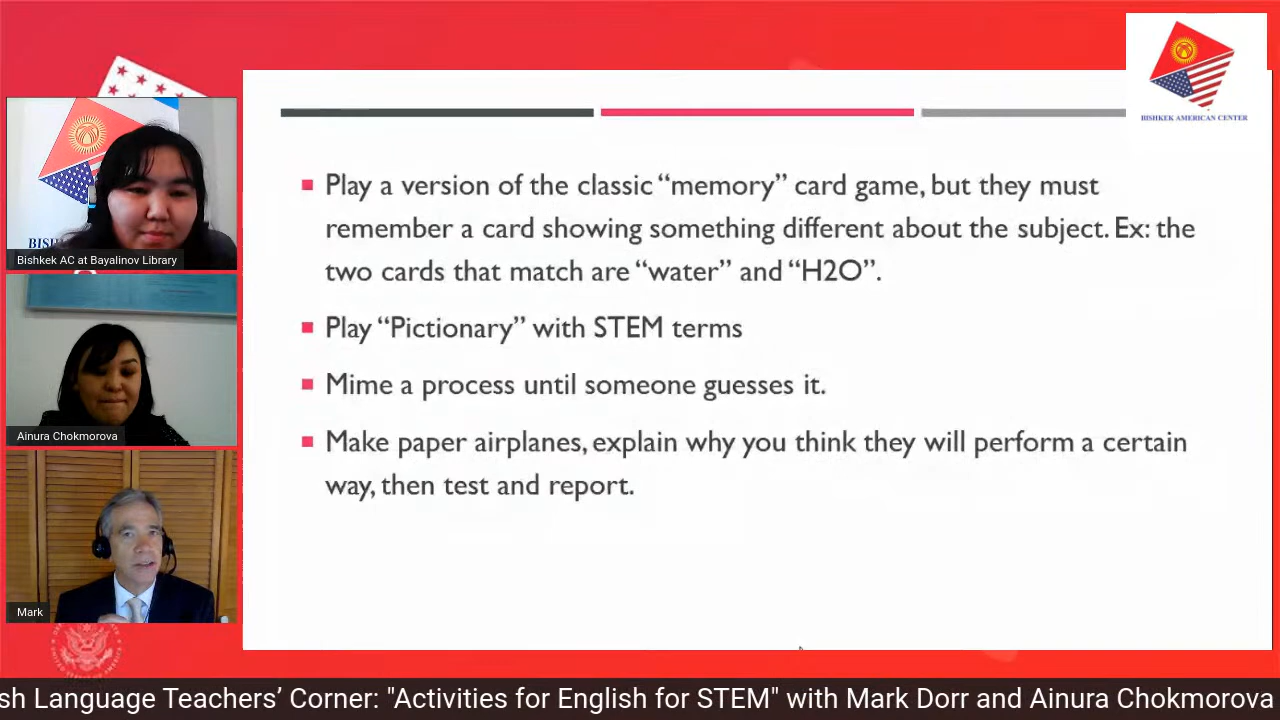 BISHKEK AMERICAN CENTER
BISH
Bishkek AC at Bayalinov Library
Ainura Chokmorova
Mark
Play a version of the classic “memory” card game, but they must
remember a card showing something different about the subject. Ex: the
two cards that match are “water” and “H2O”.
Play “Pictionary” with STEM terms
Mime a process until someone guesses it.
Make paper airplanes, explain why you think they will perform a certain
way, then test and report.
sh Language Teachers’ Corner: "Activities for English for STEM" with Mark Dorr and Ainura Chokmorova